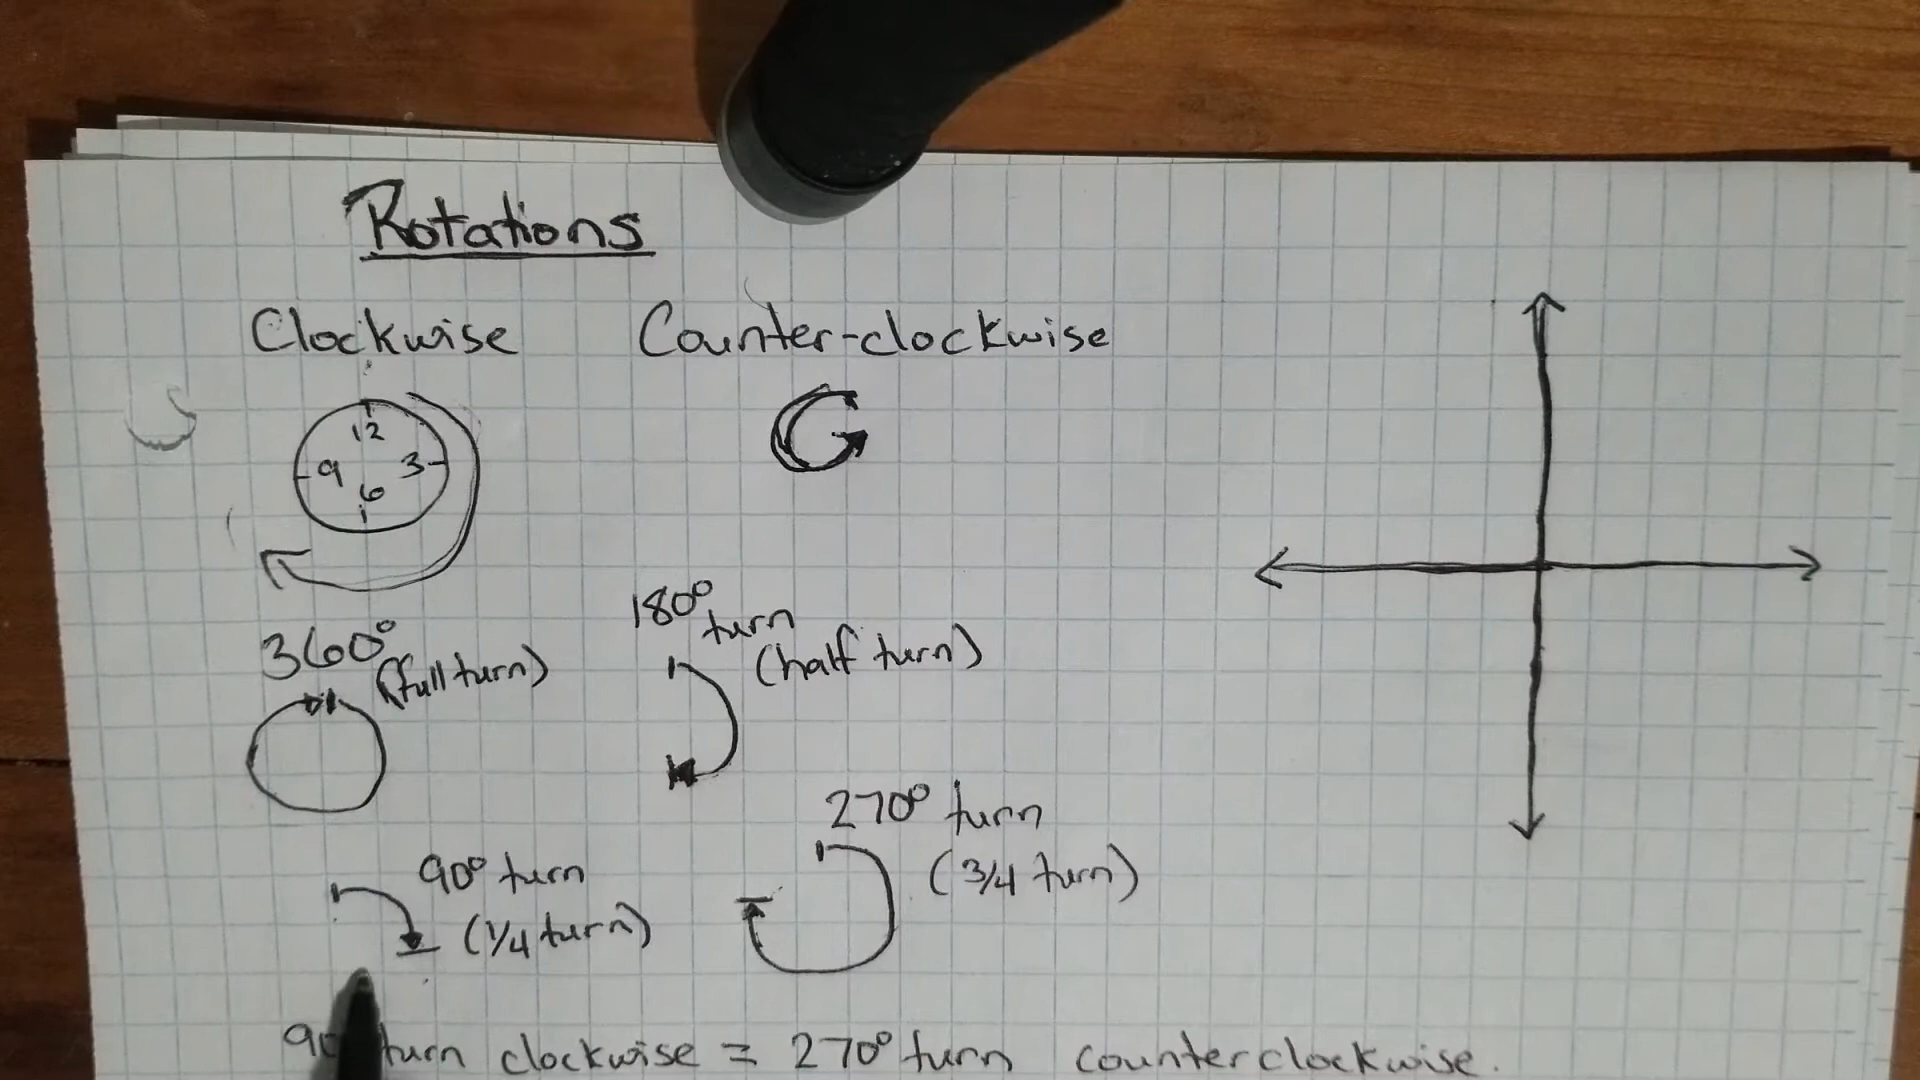 Rotations
Clockwise Counter-clockwise
12
9 3
6
360°
(full turn)
180°
turn
(half turn)
270° turn
(3/4 turn)
90° turn
(1/4 turn)
turn clockwise = 270° turn counterclockwise.